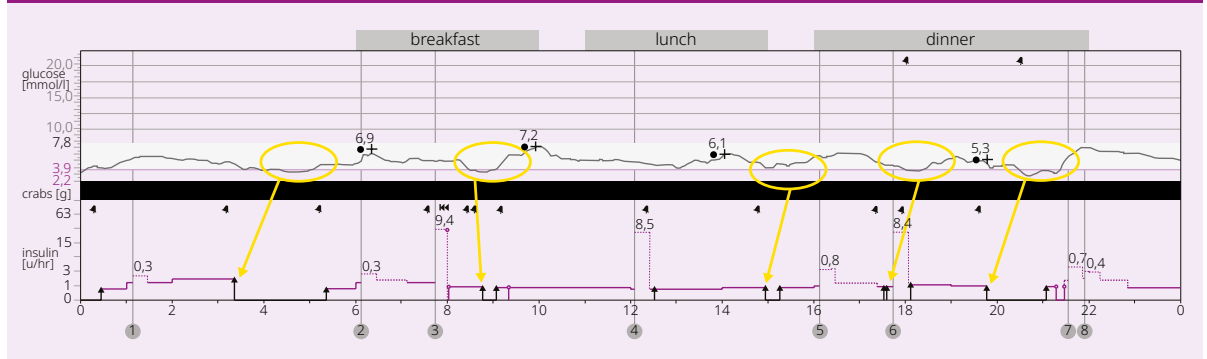 breakfast lunch dinner
glucose
[mmol/l]
20,0
15,0
10,0
7,8
3,9
2,2
6,9 7,2 6,1 5,3
crabs [g]
63
15
insulin
[u/hr]
3
1
0
0,3 0,3 9,4 8,5 0,8 8,4 0,7 0,4
0 2 4 6 8 10 12 14 16 18 20 22 0
1 2 3 4 5 6 7 8